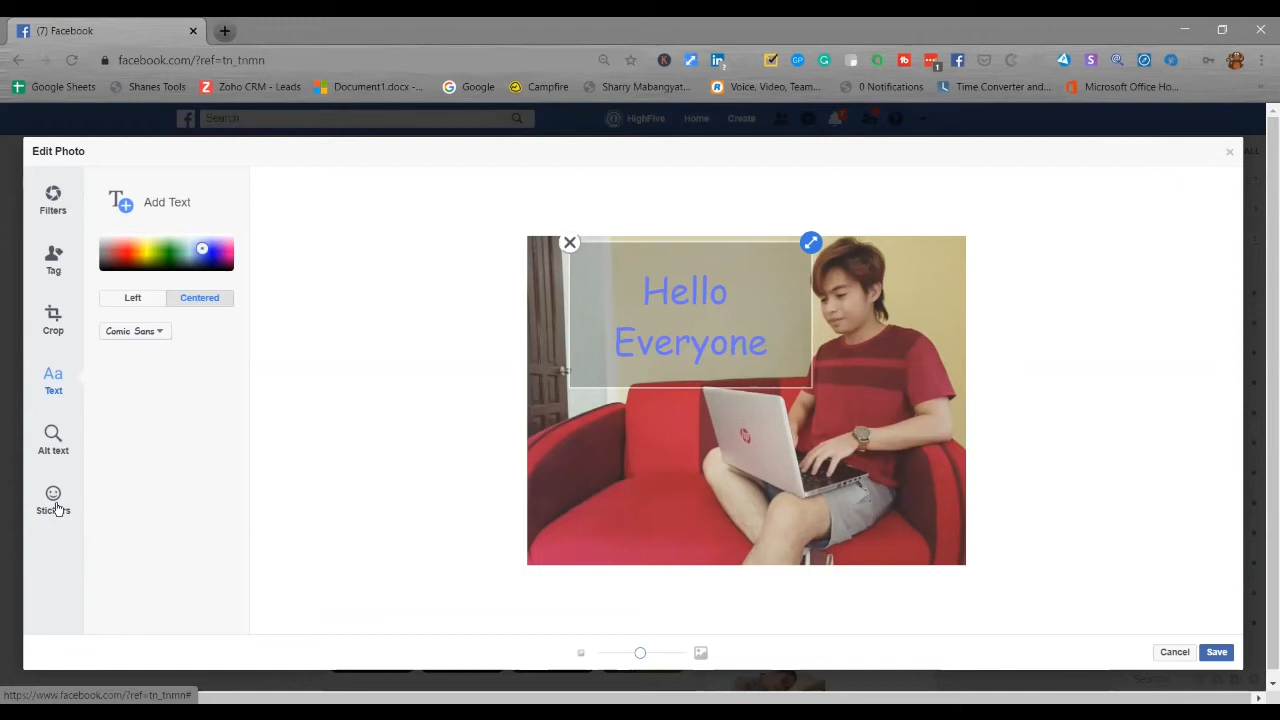 (7) Facebook
facebook.com/?ref=tn_tnmn
Google Sheets
Shanes Tools
Zoho CRM - Leads
Document1.docx -...
Google
Campfire
Sharry Mabangyat...
Voice, Video, Team...
0 Notifications
Time Converter and...
Microsoft Office Ho...
Search
HighFive
Home
Create
Edit Photo
Filters
Tag
Crop
Aa
Text
Alt text
Stickers
Add Text
Left
Centered
Comic Sans
Hello
Everyone
hp
Cancel
Save
https://www.facebook.com/?ref=tn_tnmn#